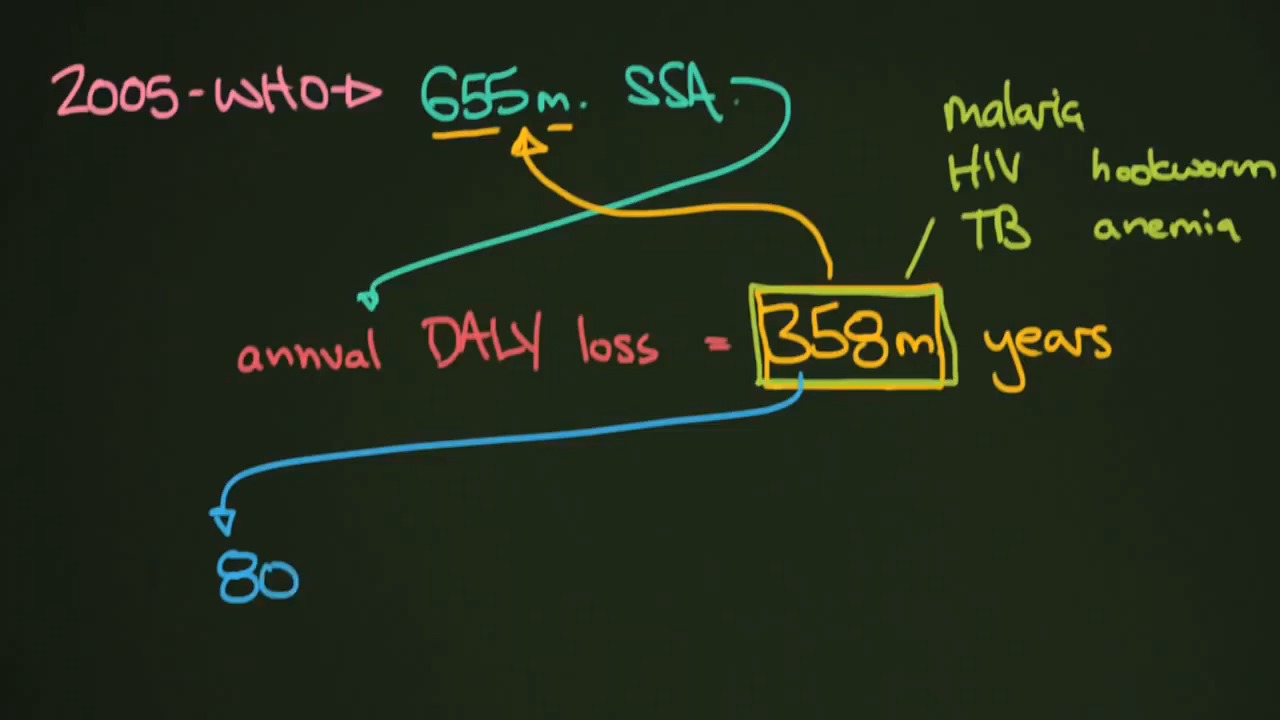 2005-WHO→ 655m. SSA.
malaria
HIV hookworm
TB anemia
annual DALY loss = 358m years
80